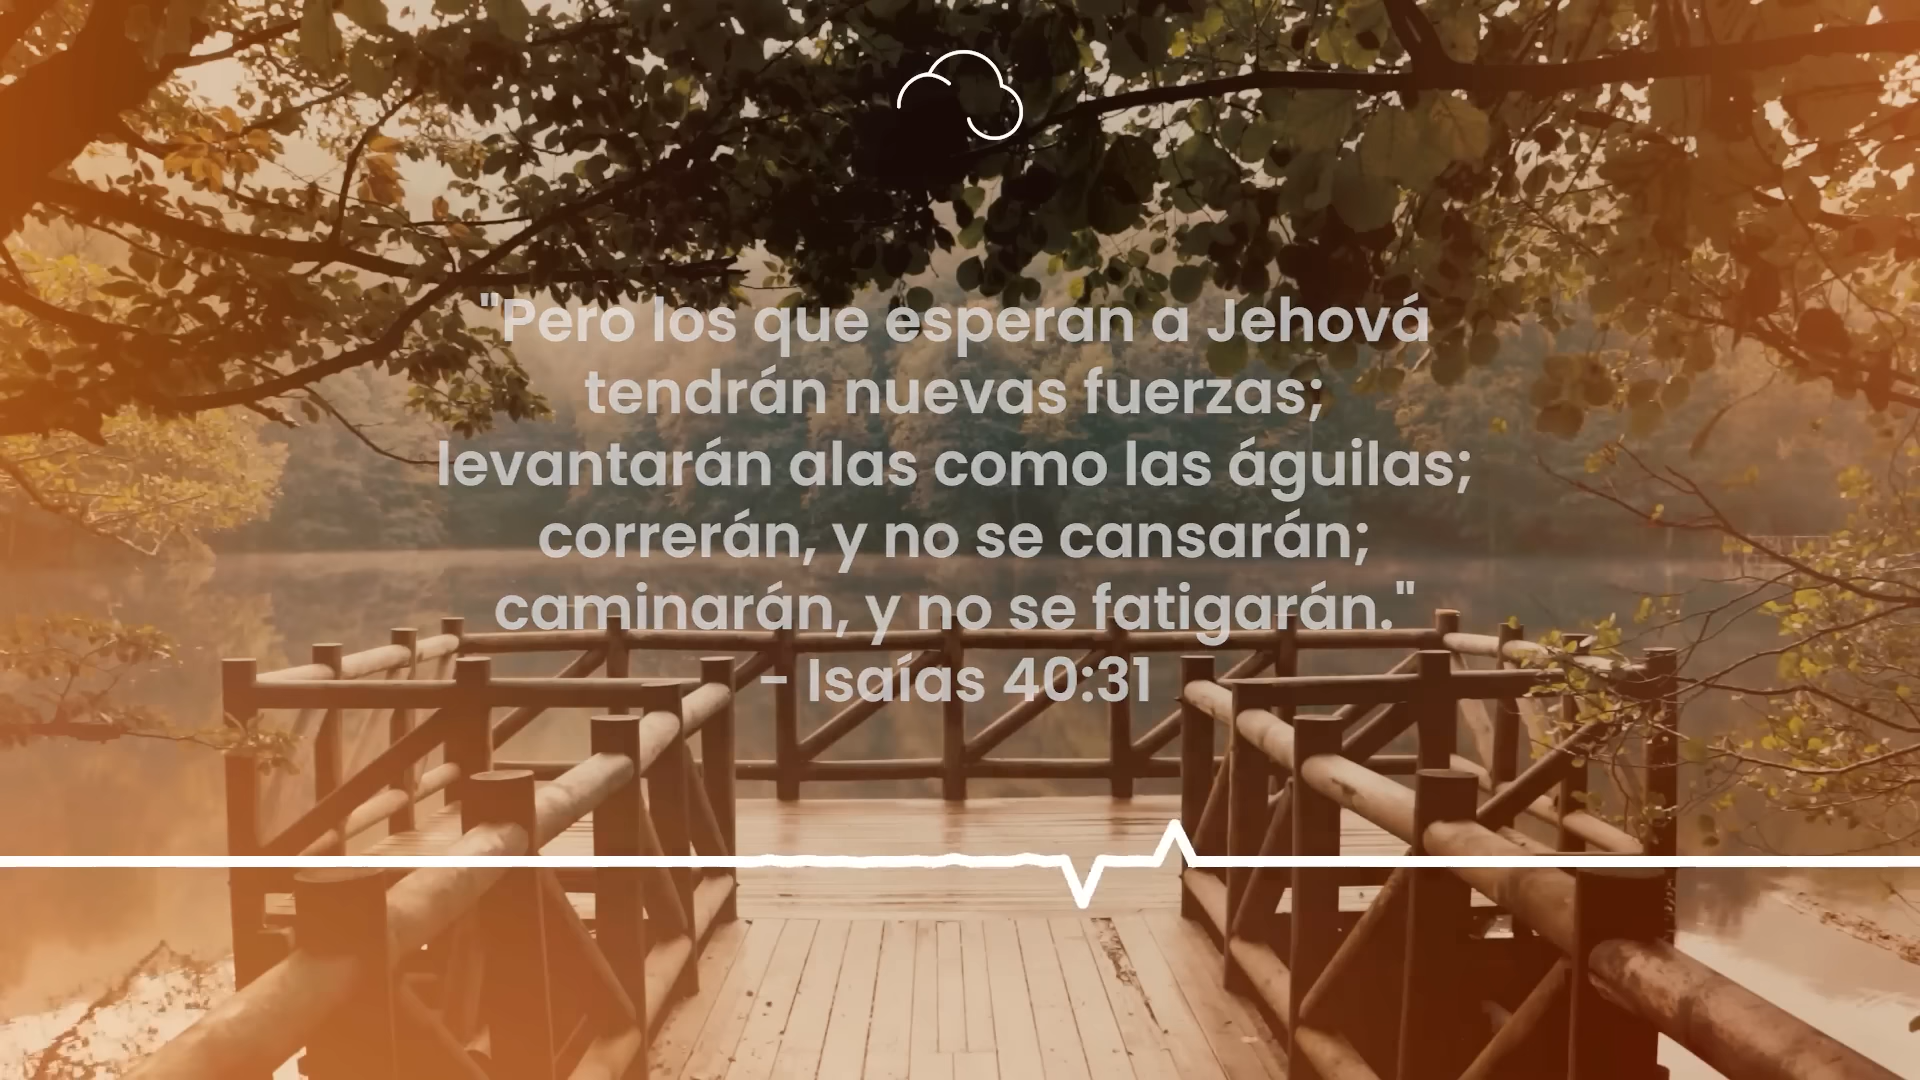 "Pero los que esperan a Jehová
tendrán nuevas fuerzas;
levantarán alas como las águilas;
correrán, y no se cansarán;
caminarán, y no se fatigarán."
- Isaías 40:31